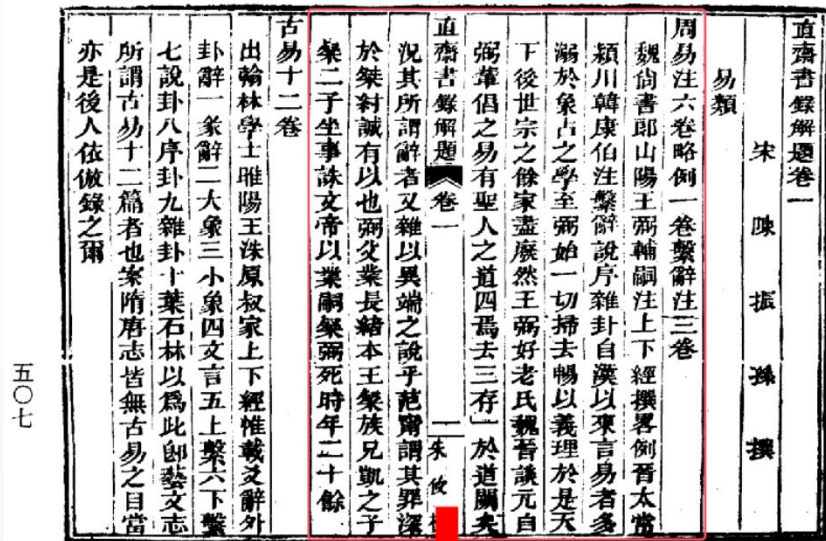 直齋書錄解題卷一
宋 陳 振 孫 撰
易類
周易注六卷略例一卷繫辭注三卷
魏尚書郎山陽王弼輔嗣注上下經撰畧例晉太常
潁川韓康伯注繫辭說序雜卦自漢以來言易者多
溺於象占之學至弼始一切掃去暢以義理於是天
下後世宗之餘家盡廢然王弼好老氏魏晉談元自
弼輩倡之易有聖人之道四焉去三存一於道闕矣
直齋書錄解題 卷一 二 朱攸
況其所謂辭者又雜以異端之說乎范甯謂其罪深
於桀紂誠有以也弼父業長緒本王粲族兄凱之子
粲二子坐事誅文帝以業嗣粲弼死時年二十餘
古易十二卷
出翰林學士睢陽王洙原叔家上下經惟載爻辭外
卦辭一彖辭二大象三小象四文言五上繫六下繫
七說卦八序卦九雜卦十葉石林以爲此卽藝文志
所謂古易十二篇者也案隋唐志皆無古易之目當
亦是後人依倣錄之爾
五〇七